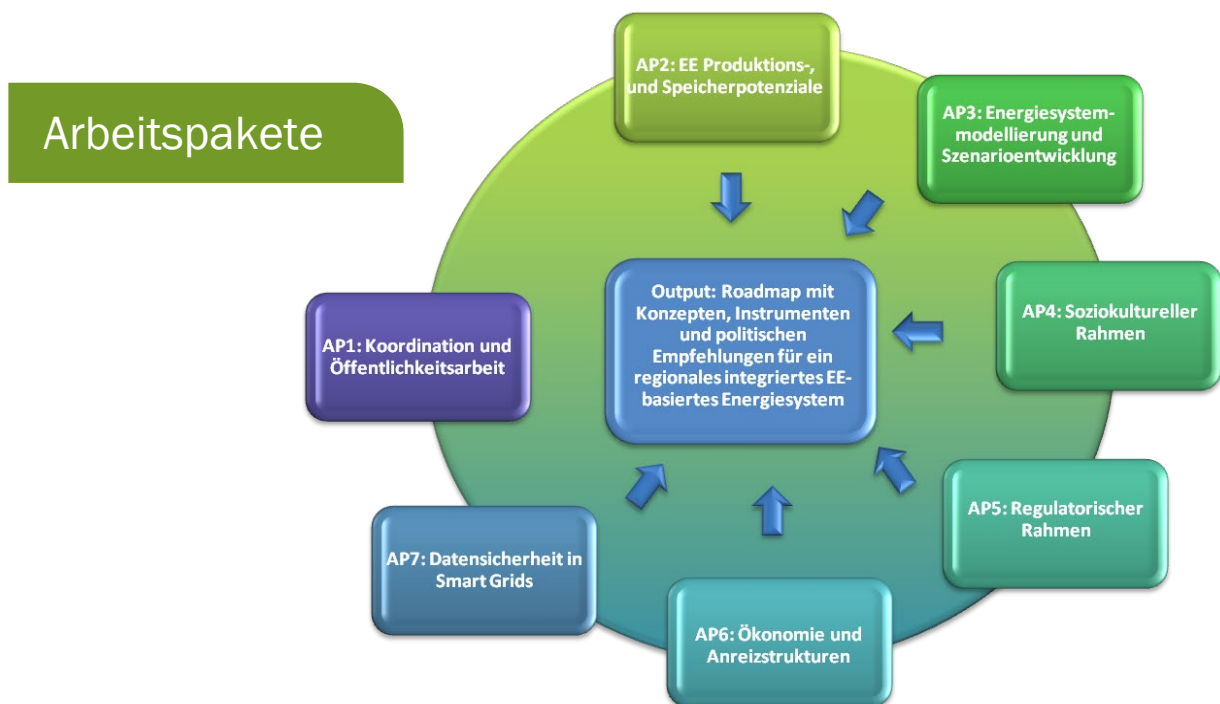 Arbeitspakete
AP1: Koordination und
Öffentlichkeitsarbeit
AP2: EE Produktions-,
und Speicherpotenziale
AP3: Energiesystem-
modellierung und
Szenarioentwicklung
AP4: Soziokultureller
Rahmen
AP5: Regulatorischer
Rahmen
AP6: Ökonomie und
Anreizstrukturen
AP7: Datensicherheit in
Smart Grids
Output: Roadmap mit
Konzepten, Instrumenten
und politischen
Empfehlungen für ein
regionales integriertes EE-
basiertes Energiesystem